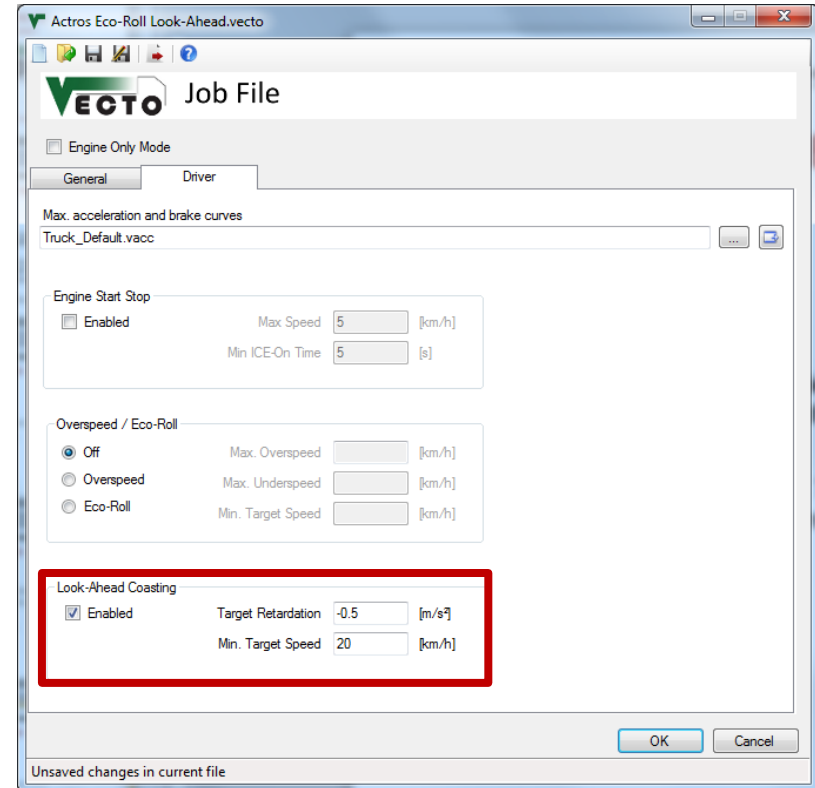 Actros Eco-Roll Look-Ahead.vecto
VECTO Job File
Engine Only Mode
General Driver
Max. acceleration and brake curves
Truck_Default.vacc ...
Engine Start Stop
Enabled Max Speed 5 [km/h]
Min ICE-On Time 5 [s]
Overspeed / Eco-Roll
Off Max. Overspeed [km/h]
Overspeed Max. Underspeed [km/h]
Eco-Roll Min. Target Speed [km/h]
Look-Ahead Coasting
Enabled Target Retardation -0.5 [m/s²]
Min. Target Speed 20 [km/h]
OK Cancel
Unsaved changes in current file